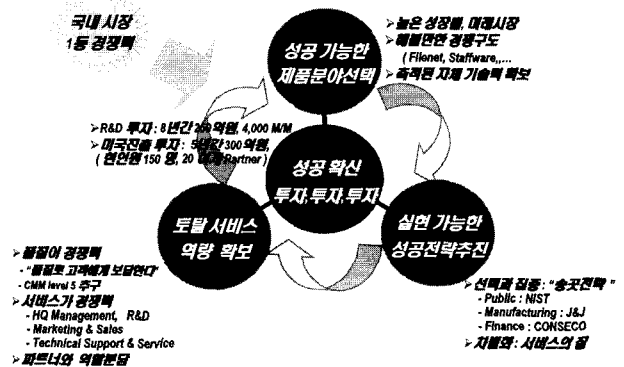 국내 시장
1등 경쟁력
성공 가능한
제품분야선택
➢높은 성장률, 미래시장
➢해볼만한 경쟁구도
( Filenet, Staffware,,...
➢축적된 자체 기술력 확보
➢R&D 투자 : 8년간 250억원, 4,000 M/M
➢미국진출 투자 : 5년간 300억원,
( 현인원 150 명, 20 Partner )
성공 확신
투자,투자,투자
토탈 서비스
역량 확보
실현 가능한
성공전략추진
➢품질이 경쟁력
- "품질로 고객에게 보답한다"
- CMM level 5 추구
➢서비스가 경쟁력
- HQ Management, R&D
- Marketing & Sales
- Technical Support & Service
➢파트너와 역할분담
➢선택과 집중 : "송곳전략 "
- Public : NIST
- Manufacturing : J&J
- Finance : CONSECO
➢차별화 : 서비스의 질